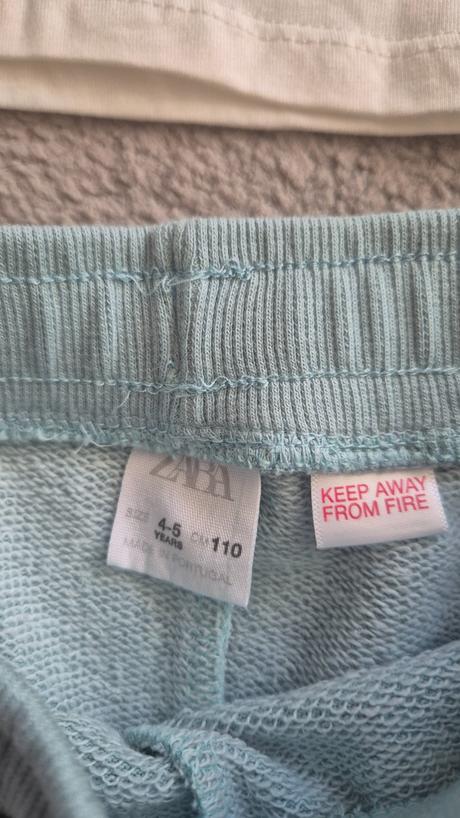 ZARA
SIZE 4-5 YEARS CM 110
MADE IN PORTUGAL
KEEP AWAY
FROM FIRE